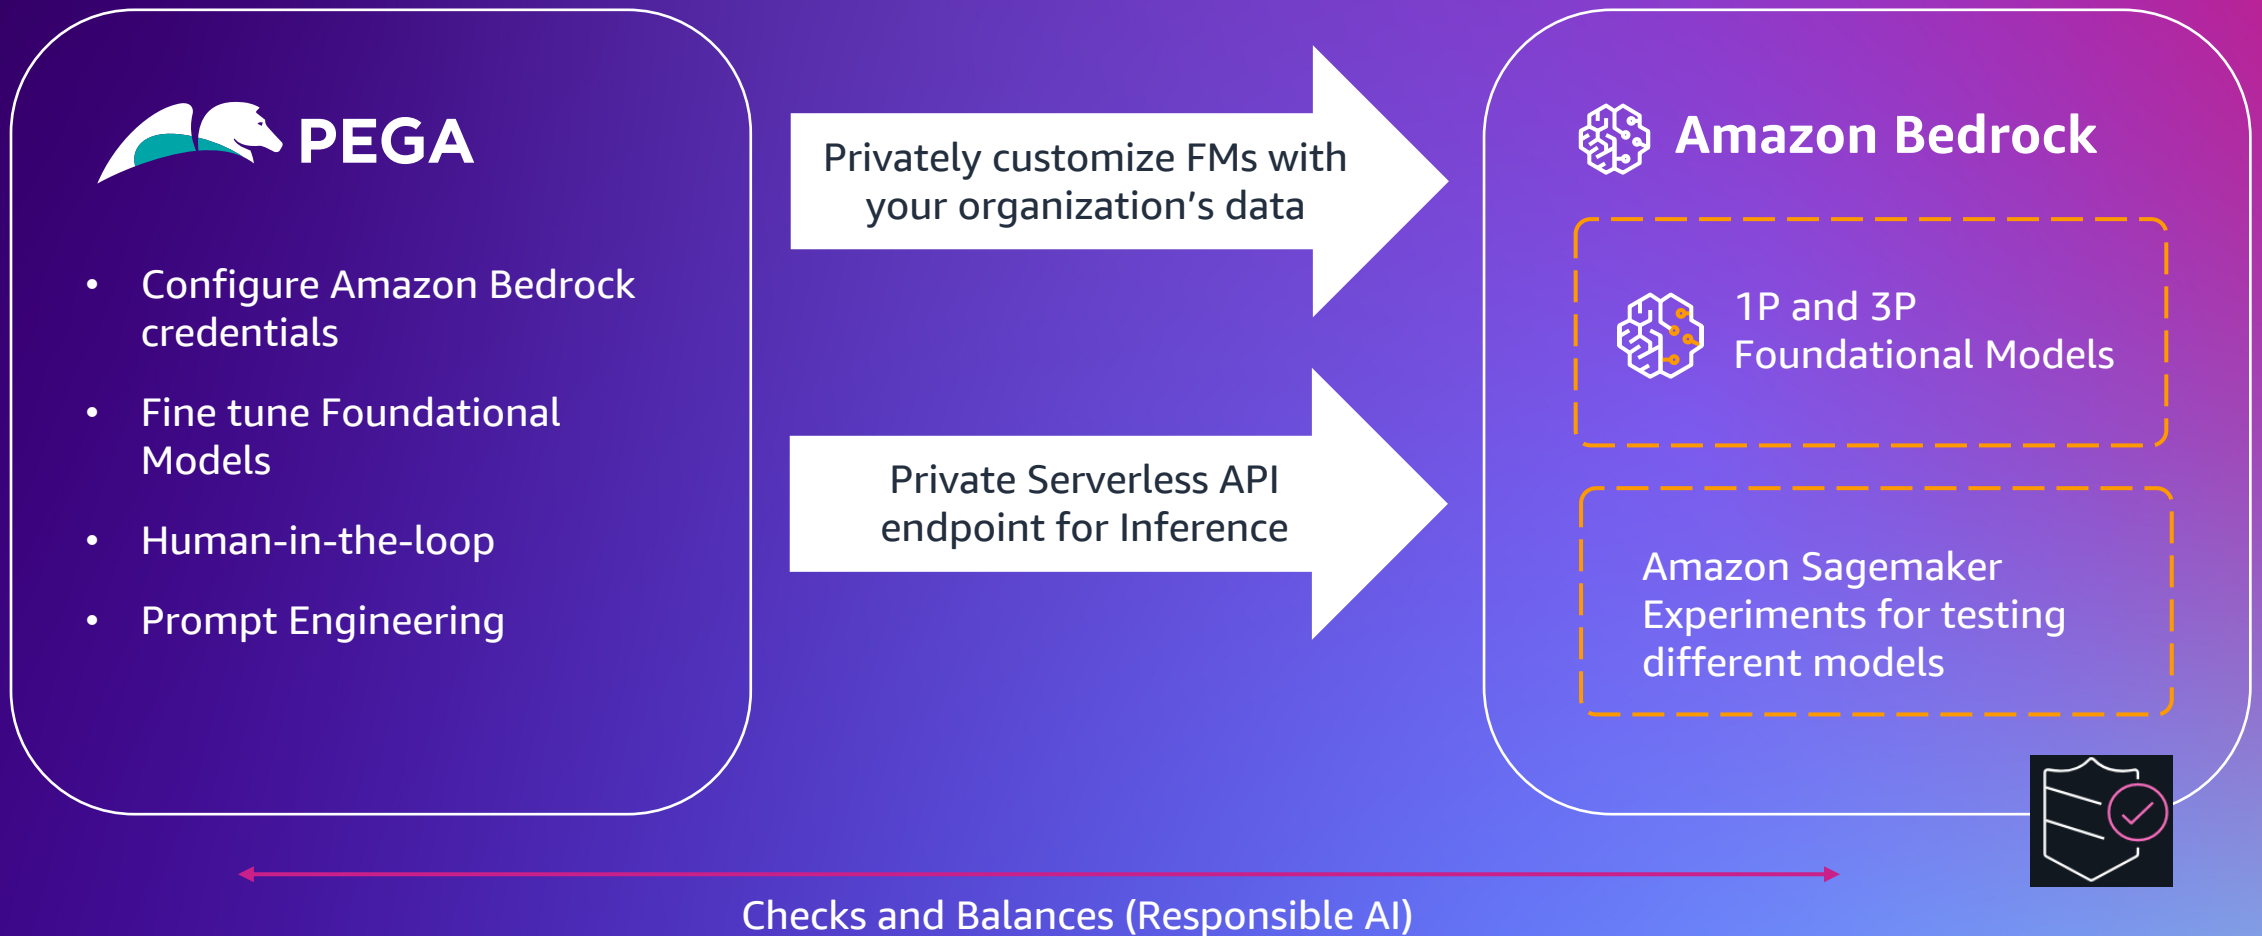 PEGA
• Configure Amazon Bedrock
credentials
• Fine tune Foundational
Models
• Human-in-the-loop
• Prompt Engineering
Privately customize FMs with
your organization's data
Private Serverless API
endpoint for Inference
Amazon Bedrock
1P and 3P
Foundational Models
Amazon Sagemaker
Experiments for testing
different models
Checks and Balances (Responsible AI)